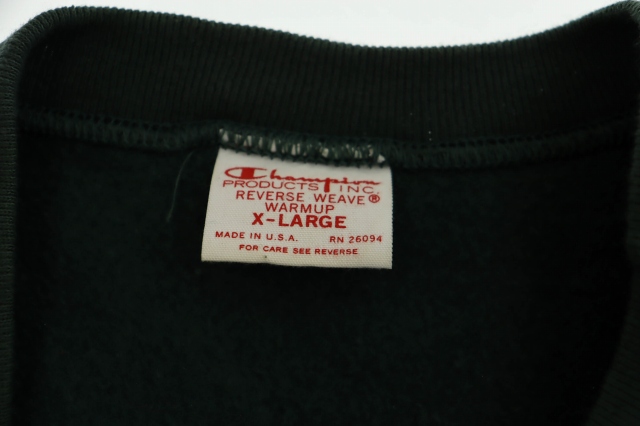 Champion
PRODUCTS INC.
REVERSE WEAVE®
WARMUP
X-LARGE
MADE IN U.S.A. RN 26094
FOR CARE SEE REVERSE